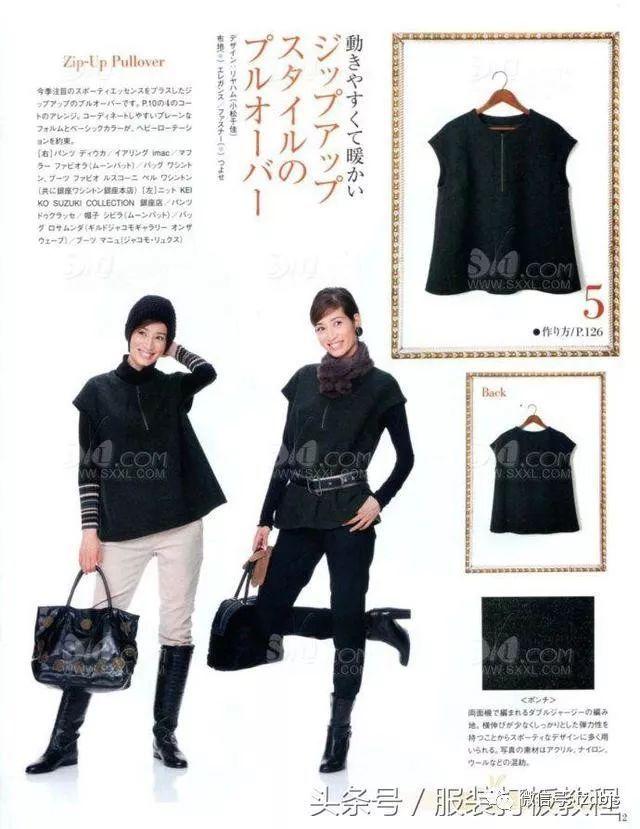 Zip-Up Pullover
今季注目のスポーティエッセンスをプラスしたジ
ップアップのプルオーバーです。P.10の4のコー
トのアレンジ。コーディネートしやすいプレーンな
フォルムとベーシックカラーが、ヘビーローテーシ
ョンを約束。
[右]パンツ ディウカ／イアリング imac／マフ
ラー ファビオラ(ムーンバット)／バッグ ワシント
ン、ブーツ ファビオ ルスコーニ ペル ワシントン
(共に銀座ワシントン銀座本店) [左]ニット KEI
KO SUZUKI COLLECTION 銀座店／パンツ
ドゥクラッセ／帽子 シビラ(ムーンバット)／バッ
グ ロサムンダ(ギルドジャコモギャラリー オンザ
ウェーブ)／ブーツ マニュ(ジャコモ・リュクス)
動きやすくて暖かい
ジップアップ
スタイルの
プルオーバー
デザイン：リヤハム(小松千佳)
エレガンス／ファスナー
つよせ
5
●作り方/P.126
Back
<ポンチ>
両面機で編まれるダブルジャージーの編み
地。横伸びが少なくしっかりとした弾力性を
持つことからスポーティなデザインに多く用
いられる。写真の素材はアクリル、ナイロン、
ウールなどの混紡。
SXXL.COM
WWW.SXXL.COM
头条号／服装打板教程
12